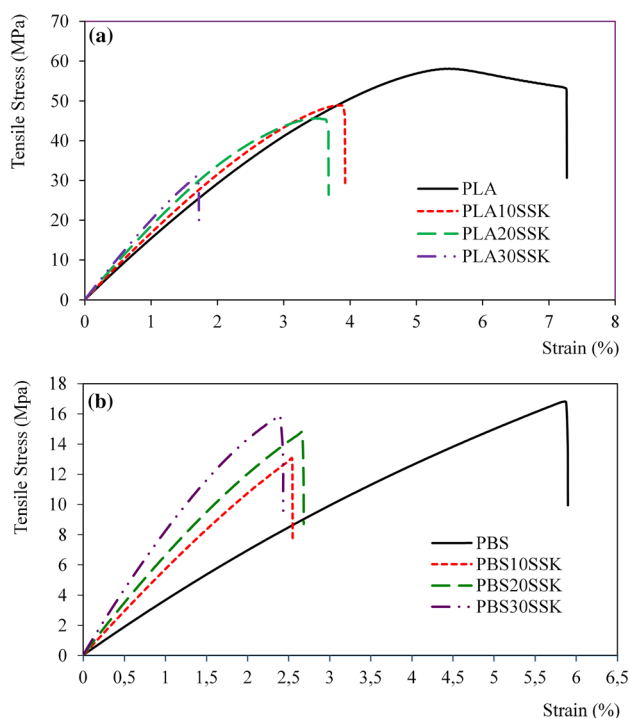 (a)
Tensile Stress (MPa)
70
60
50
40
30
20
10
0
PLA
PLA10SSK
PLA20SSK
PLA30SSK
0 1 2 3 4 5 6 7 8
Strain (%)
(b)
Tensile Stress (Mpa)
18
16
14
12
10
8
6
4
2
0
PBS
PBS10SSK
PBS20SSK
PBS30SSK
0 0,5 1 1,5 2 2,5 3 3,5 4 4,5 5 5,5 6 6,5
Strain (%)